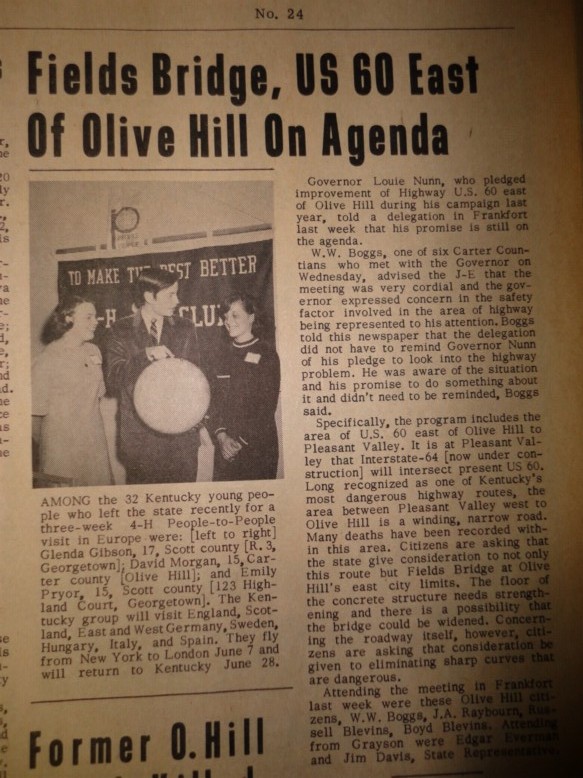 No. 24
Fields Bridge, US 60 East
Of Olive Hill On Agenda
TO MAKE THE BEST BETTER
-H CLU
AMONG the 32 Kentucky young peo-
ple who left the state recently for a
three-week 4-H People-to-People
visit in Europe were: [left to right]
Glenda Gibson, 17, Scott county [R. 3,
Georgetown]; David Morgan, 15, Car-
ter county [Olive Hill]; and Emily
Pryor, 15, Scott county [123 High-
land Court, Georgetown]. The Ken-
tucky group will visit England, Scot-
land, East and West Germany, Sweden,
Hungary, Italy, and Spain. They fly
from New York to London June 7 and
will return to Kentucky June 28.
Former O.Hill
Governor Louie Nunn, who pledged
improvement of Highway U.S. 60 east
of Olive Hill during his campaign last
year, told a delegation in Frankfort
last week that his promise is still on
the agenda.
W.W. Boggs, one of six Carter Coun-
tians who met with the Governor on
Wednesday, advised the J-E that the
meeting was very cordial and the gov-
ernor expressed concern in the safety
factor involved in the area of highway
being represented to his attention. Boggs
told this newspaper that the delegation
did not have to remind Governor Nunn
of his pledge to look into the highway
problem. He was aware of the situation
and his promise to do something about
it and didn't need to be reminded, Boggs
said.
Specifically, the program includes the
area of U.S. 60 east of Olive Hill to
Pleasant Valley. It is at Pleasant Val-
ley that Interstate-64 [now under con-
struction] will intersect present US 60.
Long recognized as one of Kentucky's
most dangerous highway routes, the
area between Pleasant Valley west to
Olive Hill is a winding, narrow road.
Many deaths have been recorded with-
in this area. Citizens are asking that
the state give consideration to not only
this route but Fields Bridge at Olive
Hill's east city limits. The floor of
the concrete structure needs strength-
ening and there is a possibility that
the bridge could be widened. Concern-
ing the roadway itself, however, citi-
zens are asking that consideration be
given to eliminating sharp curves that
are dangerous.
Attending the meeting in Frankfort
last week were these Olive Hill citi-
zens, W.W. Boggs, J.A. Raybourn, Rus-
sell Blevins, Boyd Blevins. Attending
from Grayson were Edgar Everman
and Jim Davis, State Representative.